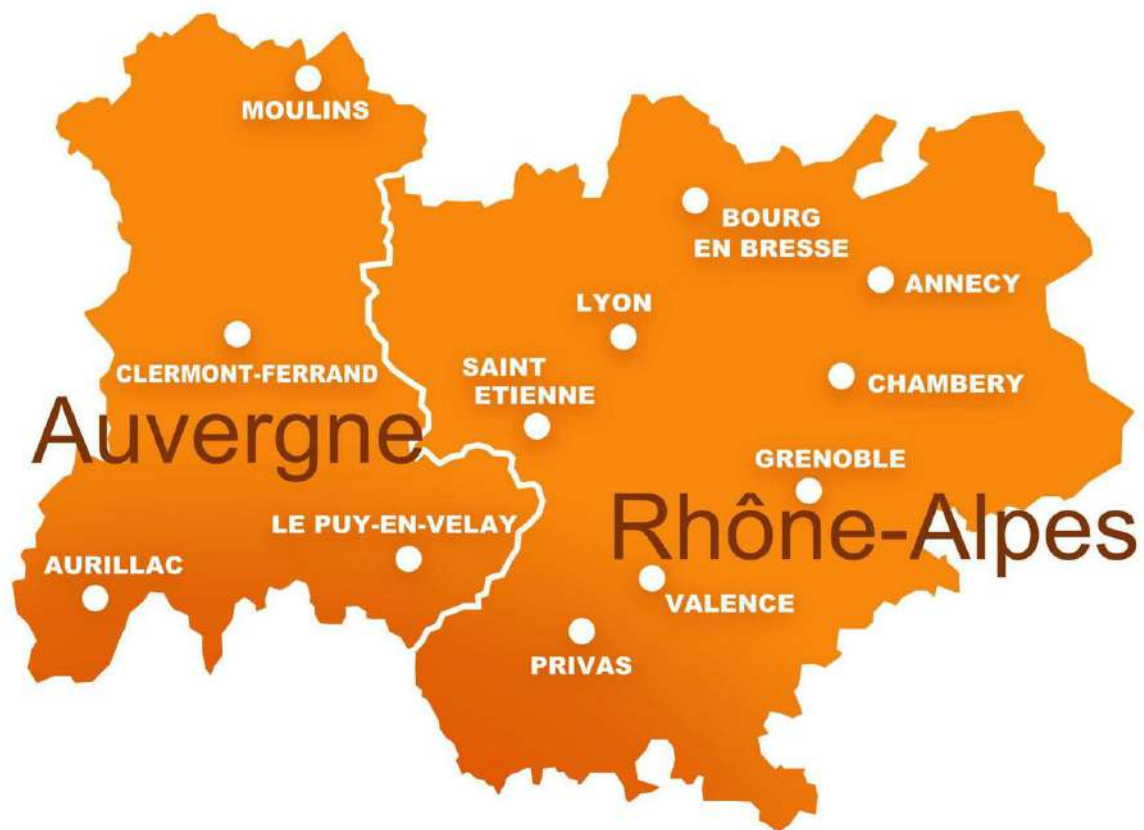 MOULINS
BOURG
EN BRESSE
ANNECY
LYON
CLERMONT-FERRAND
SAINT
ETIENNE
CHAMBERY
Auvergne
GRENOBLE
Rhône-Alpes
LE PUY-EN-VELAY
AURILLAC
VALENCE
PRIVAS